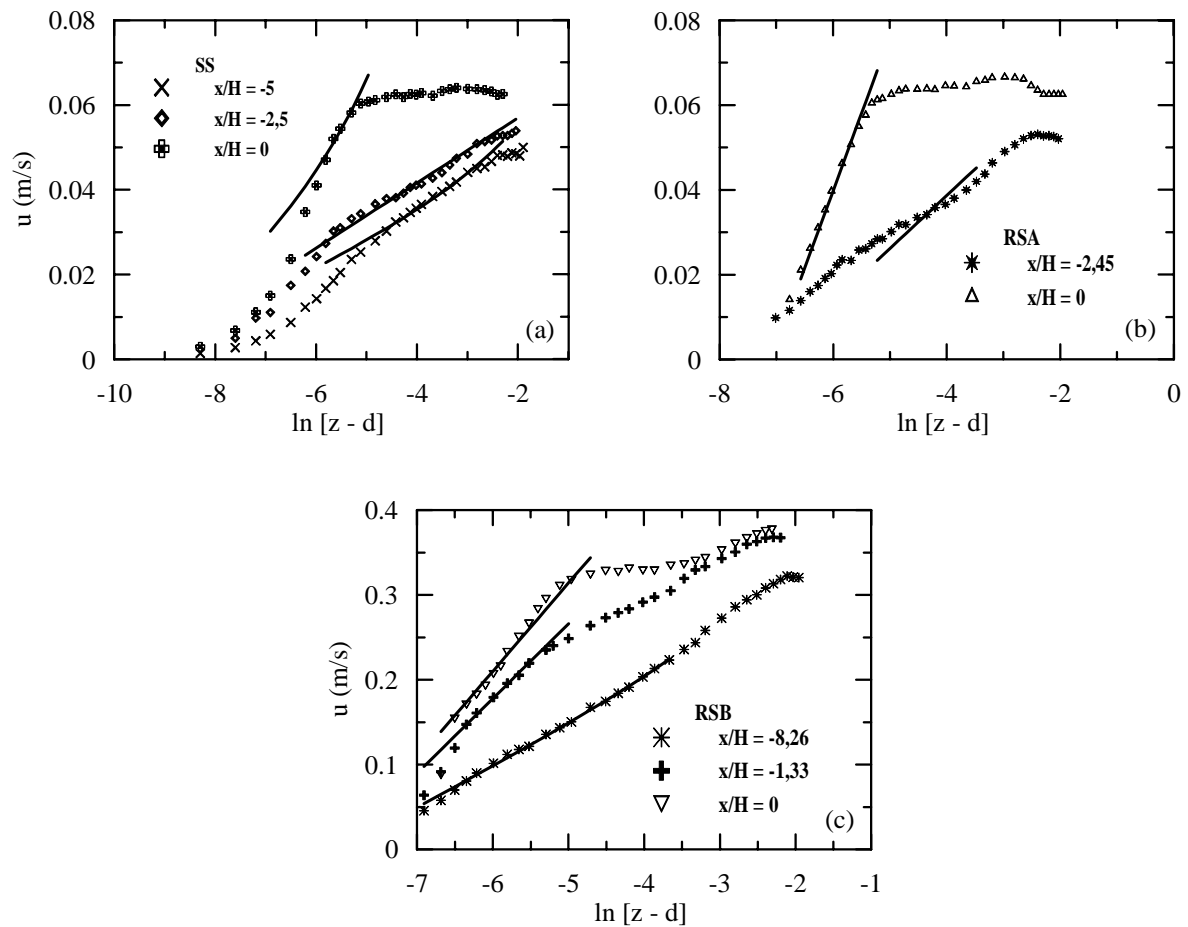 0.08
0.06
0.04
0.02
0
u (m/s)
SS
x/H = -5
x/H = -2,5
x/H = 0
(a)
-10
-8
-6
-4
-2
ln [z - d]
0.08
0.06
0.04
0.02
0
RSA
x/H = -2,45
x/H = 0
(b)
-8
-6
-4
-2
0
ln [z - d]
0.4
0.3
0.2
0.1
0
u (m/s)
RSB
x/H = -8,26
x/H = -1,33
x/H = 0
(c)
-7
-6
-5
-4
-3
-2
-1
ln [z - d]